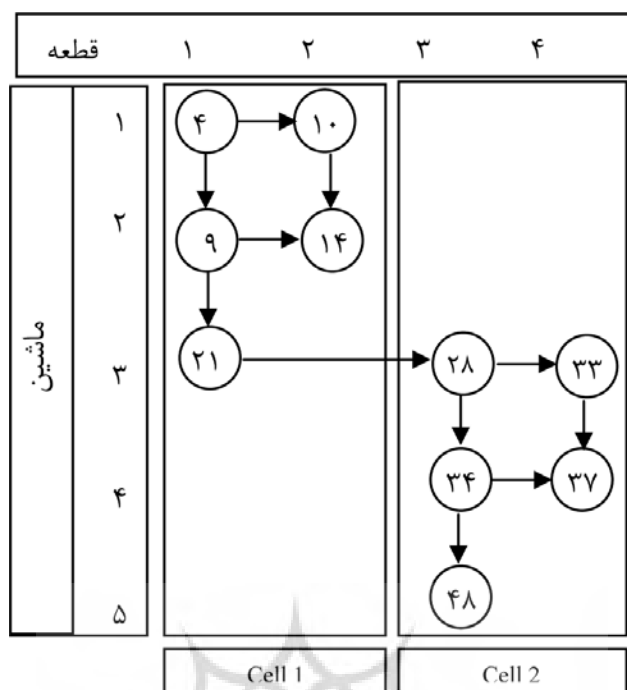 قطعه ۱ ۲ ۳ ۴
ماشین
۱ ۴ ۱۰
۲ ۹ ۱۴
۳ ۲۱ ۲۸ ۳۳
۴ ۳۴ ۳۷
۵ ۴۸
Cell 1 Cell 2